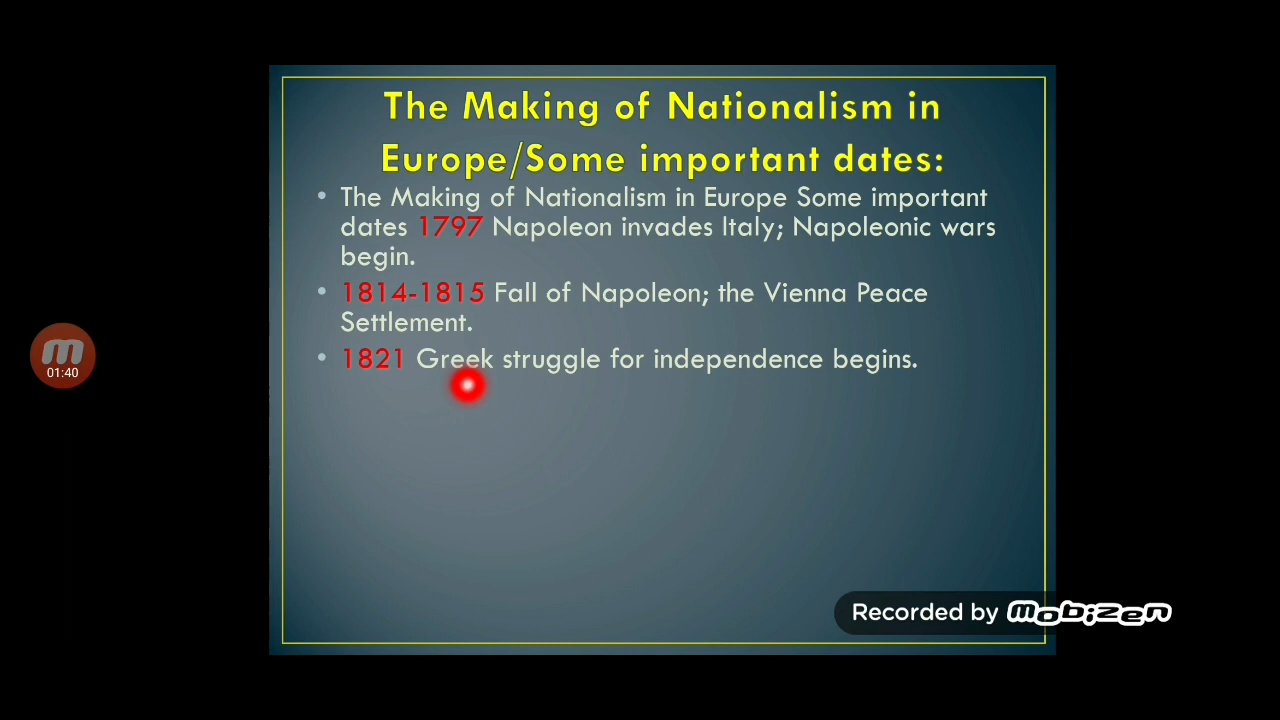 The Making of Nationalism in
Europe/Some important dates:
• The Making of Nationalism in Europe Some important
dates 1797 Napoleon invades Italy; Napoleonic wars
begin.
• 1814-1815 Fall of Napoleon; the Vienna Peace
Settlement.
• 1821 Greek struggle for independence begins.
01:40
Recorded by mobizen